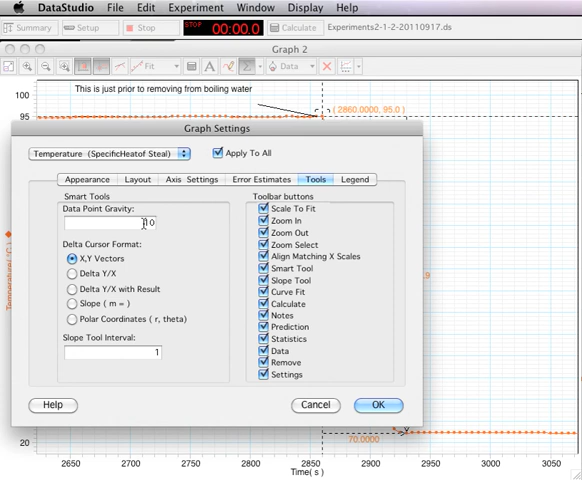 DataStudio File Edit Experiment Window Display Help
Summary Setup Stop STOP 00:00.0 Calculate Experiments2-1-2-20110917.ds
Graph 2
Fit Data
This is just prior to removing from boiling water
100
95
( 2860.0000, 95.0 )
Graph Settings
Temperature (SpecificHeatof Steal) Apply To All
Appearance Layout Axis Settings Error Estimates Tools Legend
Smart Tools
Data Point Gravity:
10
Delta Cursor Format:
X,Y Vectors
Delta Y/X
Delta Y/X with Result
Slope ( m = )
Polar Coordinates ( r, theta)
Slope Tool Interval:
1
Toolbar buttons
Scale To Fit
Zoom In
Zoom Out
Zoom Select
Align Matching X Scales
Smart Tool
Slope Tool
Curve Fit
Calculate
Notes
Prediction
Statistics
Data
Remove
Settings
Help Cancel OK
Temperature( °C )
.9
20
70.0000
2650 2700 2750 2800 2850 2900 2950 3000 3050
Time( s )